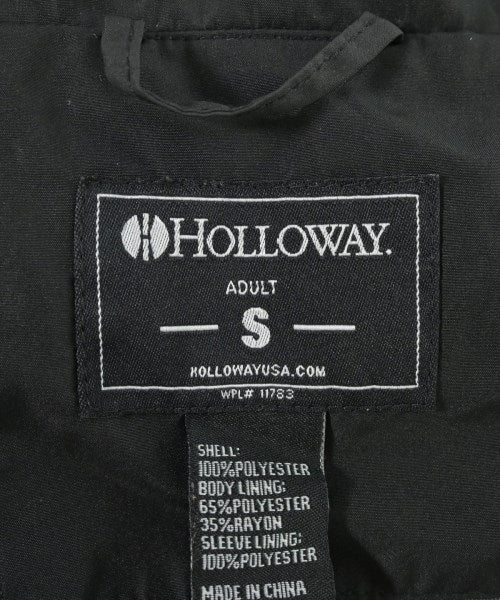 HOLLOWAY.
ADULT
S
HOLLOWAYUSA.COM
WPL# 11783
SHELL:
100%POLYESTER
BODY LINING:
65%POLYESTER
35%RAYON
SLEEVE LINING:
100%POLYESTER
MADE IN CHINA